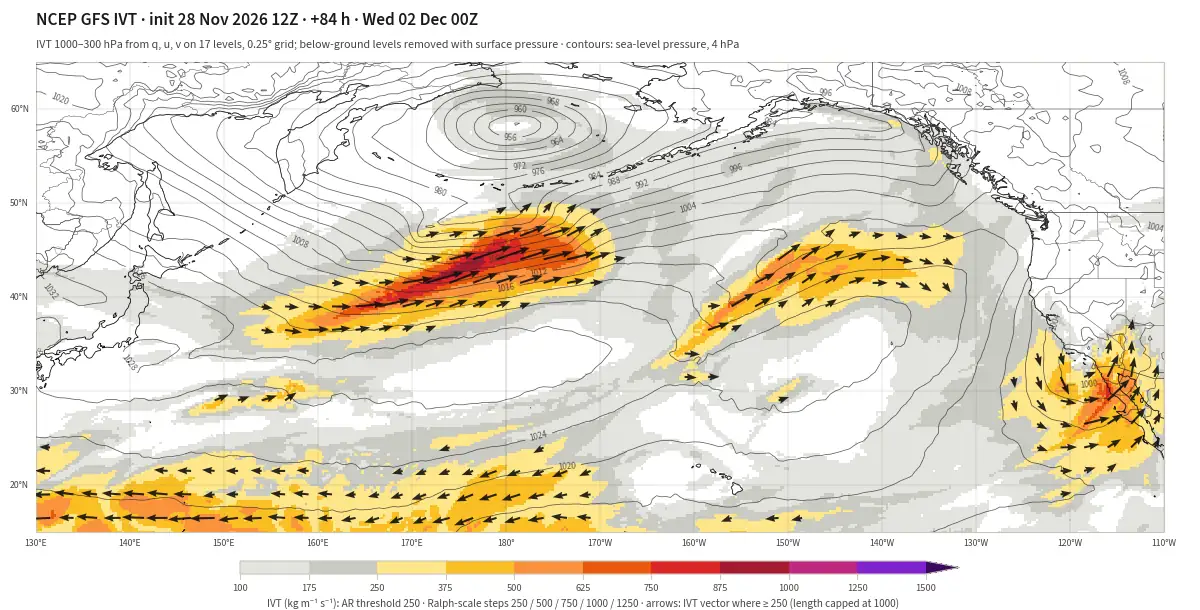 NCEP GFS IVT · init 28 Nov 2026 12Z · +84 h · Wed 02 Dec 00Z
IVT 1000–300 hPa from q, u, v on 17 levels, 0.25° grid; below-ground levels removed with surface pressure · contours: sea-level pressure, 4 hPa
1020
960
968
956
964
972
976
984
988
992
980
996
996
1008
1008
60°N
50°N
1004
1004
1008
1012
1016
1032
40°N
1028
1000
30°N
1024
1020
20°N
130°E 140°E 150°E 160°E 170°E 180° 170°W 160°W 150°W 140°W 130°W 120°W 110°W
100 175 250 375 500 625 750 875 1000 1250 1500
IVT (kg m⁻¹ s⁻¹): AR threshold 250 · Ralph-scale steps 250 / 500 / 750 / 1000 / 1250 · arrows: IVT vector where ≥ 250 (length capped at 1000)